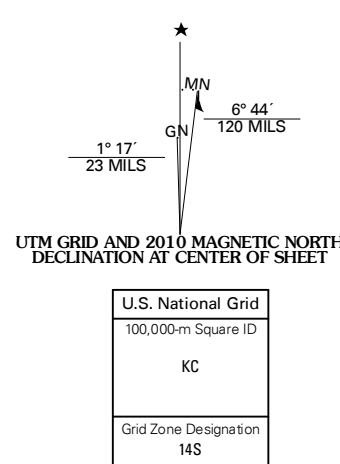 MN
GN
6° 44´
120 MILS
1° 17´
23 MILS
UTM GRID AND 2010 MAGNETIC NORTH
DECLINATION AT CENTER OF SHEET
U.S. National Grid
100,000-m Square ID
KC
Grid Zone Designation
14S